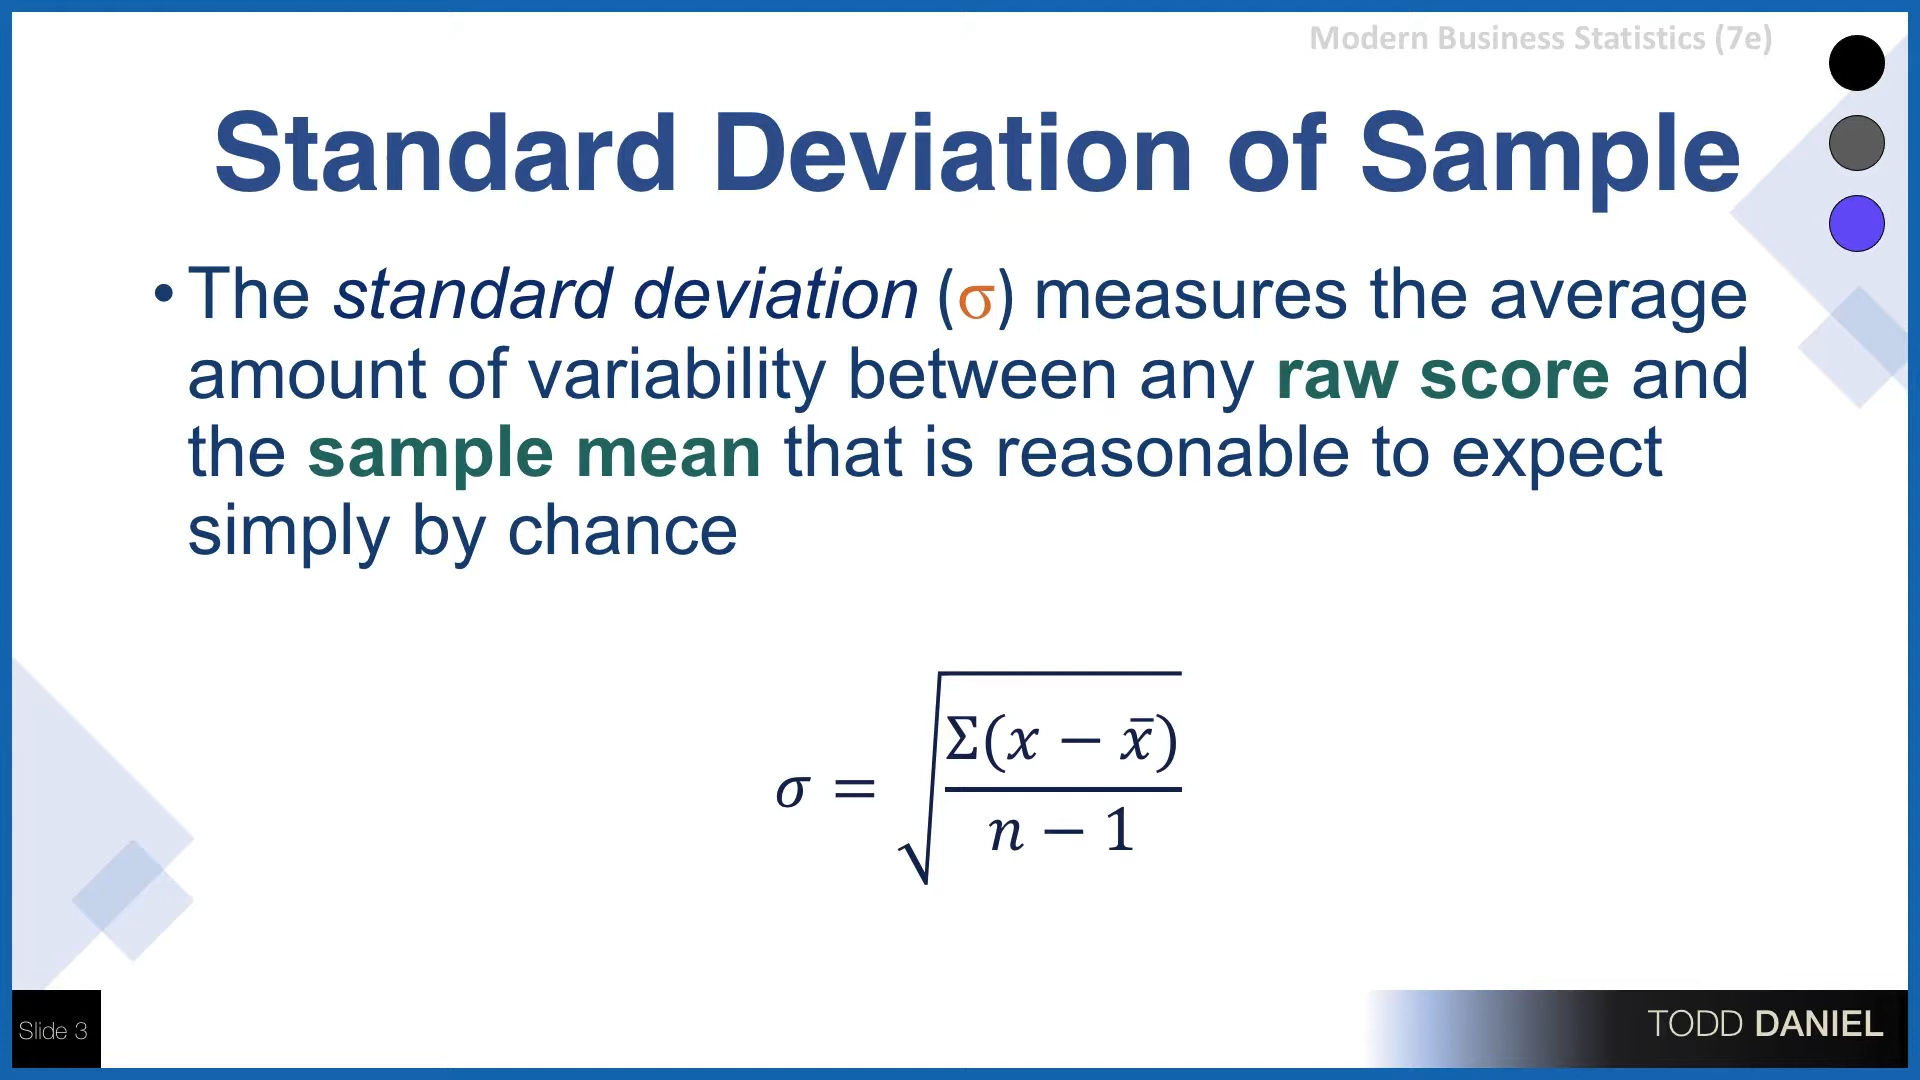 Modern Business Statistics (7e)
Standard Deviation of Sample
• The standard deviation (σ) measures the average
amount of variability between any raw score and
the sample mean that is reasonable to expect
simply by chance
σ = √(Σ(x − x̄) / (n − 1))
Slide 3
TODD DANIEL